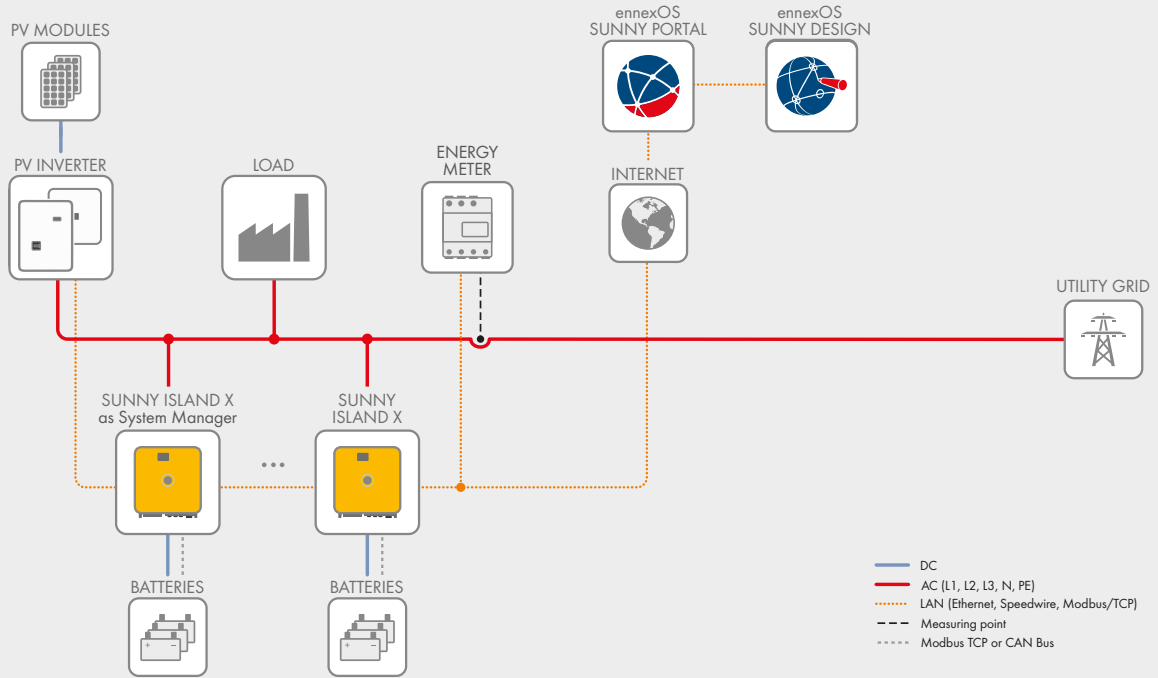 PV MODULES
ennexOS
SUNNY PORTAL
ennexOS
SUNNY DESIGN
PV INVERTER
LOAD
ENERGY
METER
INTERNET
UTILITY GRID
SUNNY ISLAND X
as System Manager
SUNNY
ISLAND X
...
BATTERIES
BATTERIES
DC
AC (L1, L2, L3, N, PE)
LAN (Ethernet, Speedwire, Modbus/TCP)
Measuring point
Modbus TCP or CAN Bus